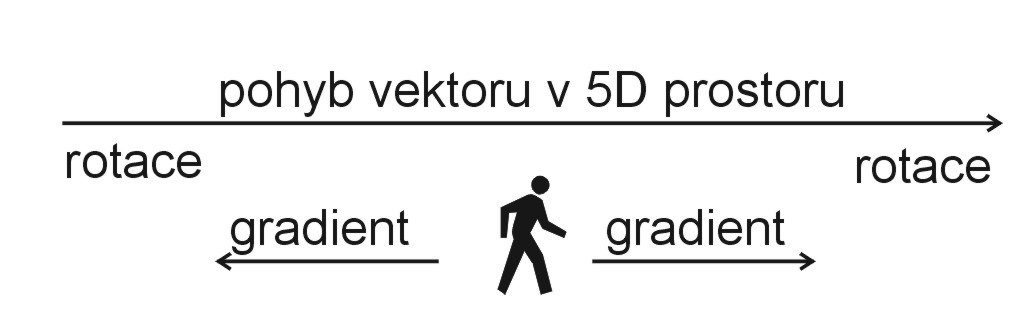 pohyb vektoru v 5D prostoru
rotace
rotace
gradient
gradient